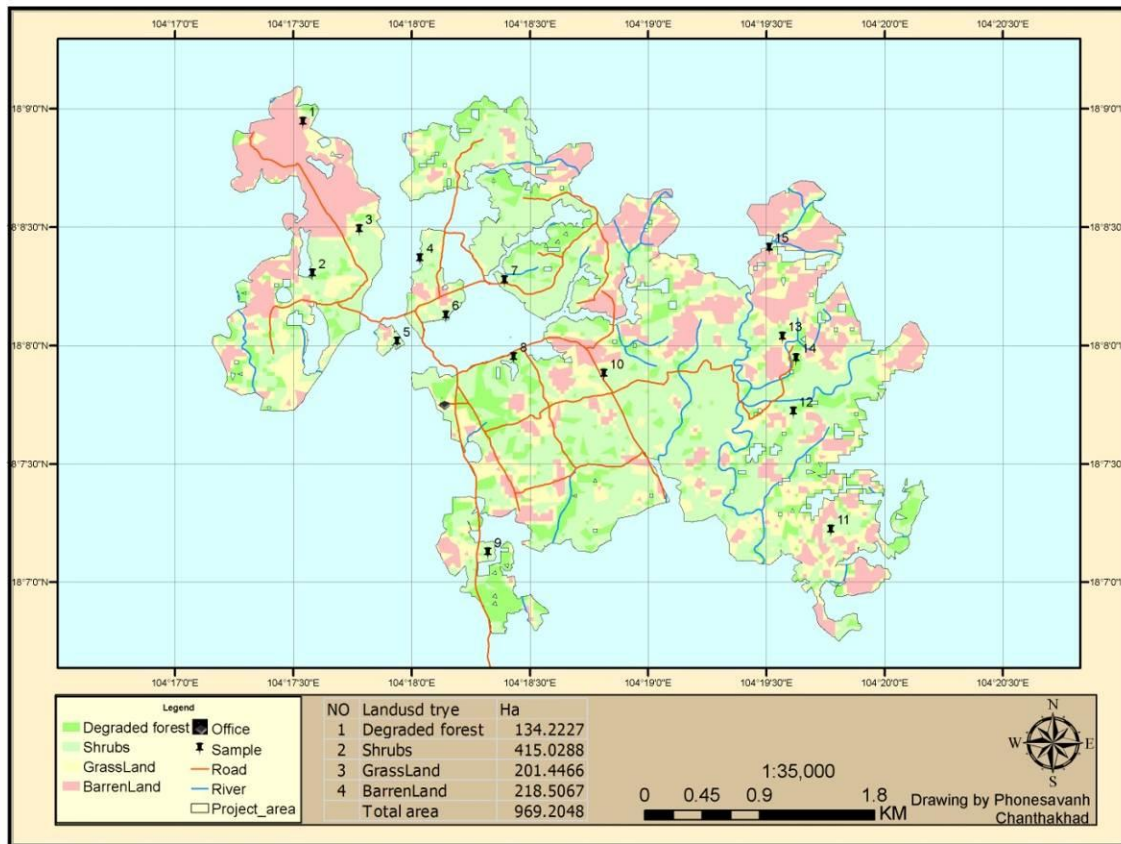 104°17'0"E 104°17'30"E 104°18'0"E 104°18'30"E 104°19'0"E 104°19'30"E 104°20'0"E 104°20'30"E
18°9'0"N 18°9'0"N
1
18°8'30"N 18°8'30"N
3
15
4
2
7
6
13
18°8'0"N 18°8'0"N
5
8
14
10
12
18°7'30"N 18°7'30"N
11
9
18°7'0"N 18°7'0"N
104°17'0"E 104°17'30"E 104°18'0"E 104°18'30"E 104°19'0"E 104°19'30"E 104°20'0"E 104°20'30"E
Legend
Degraded forest
Shrubs
GrassLand
BarrenLand
Office
Sample
Road
River
Project_area
NO Landusd trye Ha
1 Degraded forest 134.2227
2 Shrubs 415.0288
3 GrassLand 201.4466
4 BarrenLand 218.5067
Total area 969.2048
1:35,000
0 0.45 0.9 1.8
KM
N
W E
S
Drawing by Phonesavanh
Chanthakhad